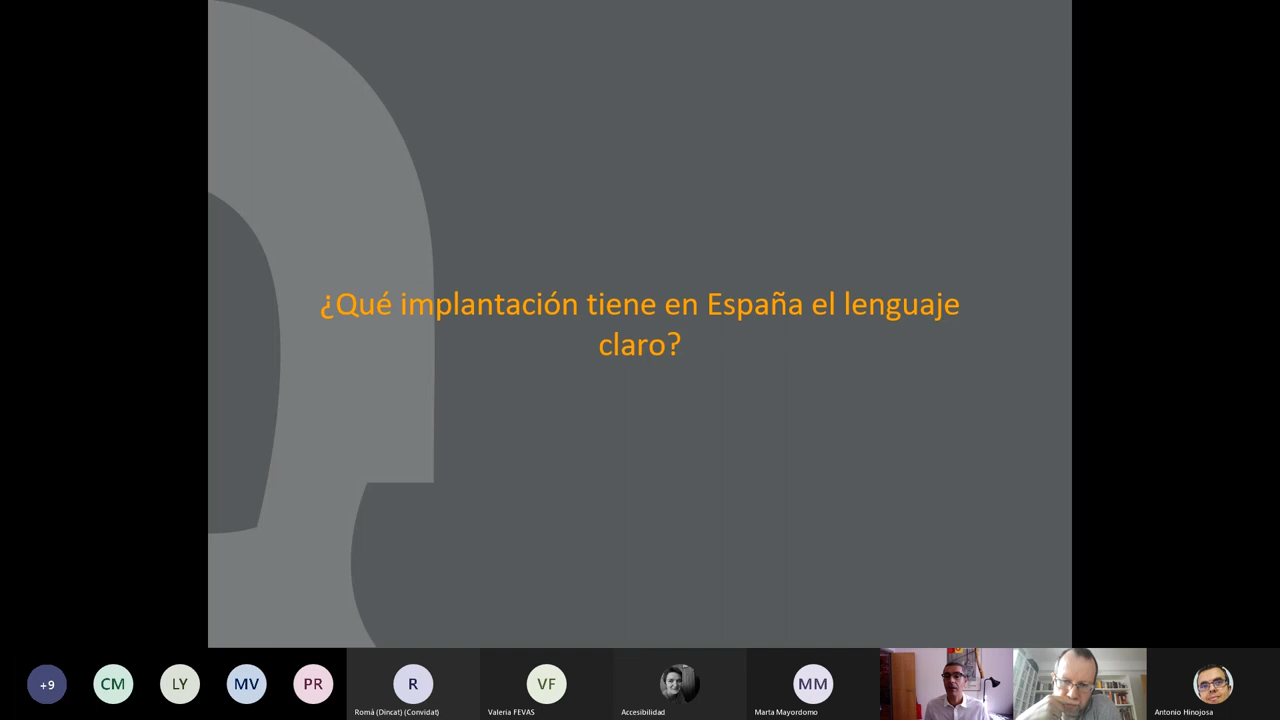 ¿Qué implantación tiene en España el lenguaje
claro?
+9
CM
LY
MV
PR
R
Romá (Dincat) (Convidat)
VF
Valeria FEVAS
Accesibilidad
MM
Marta Mayordomo
Antonio Hinojosa